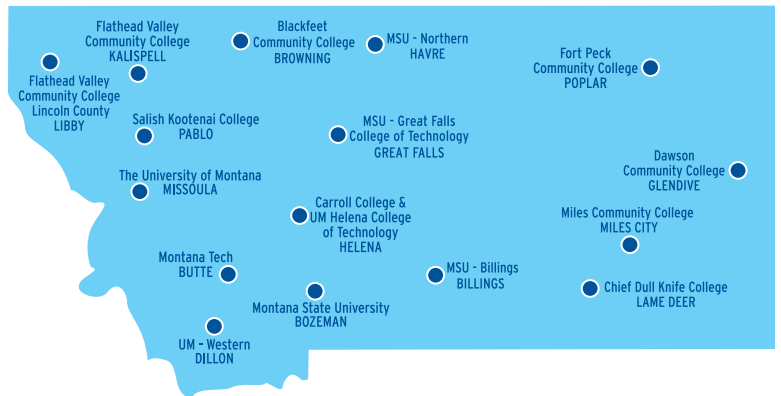 Flathead Valley
Community College
KALISPELL
Blackfeet
Community College
BROWNING
MSU - Northern
HAVRE
Fort Peck
Community College
POPLAR
Flathead Valley
Community College
Lincoln County
LIBBY
Salish Kootenai College
PABLO
MSU - Great Falls
College of Technology
GREAT FALLS
Dawson
Community College
GLENDIVE
The University of Montana
MISSOULA
Carroll College &
UM Helena College
of Technology
HELENA
Miles Community College
MILES CITY
Montana Tech
BUTTE
MSU - Billings
BILLINGS
Chief Dull Knife College
LAME DEER
Montana State University
BOZEMAN
UM - Western
DILLON